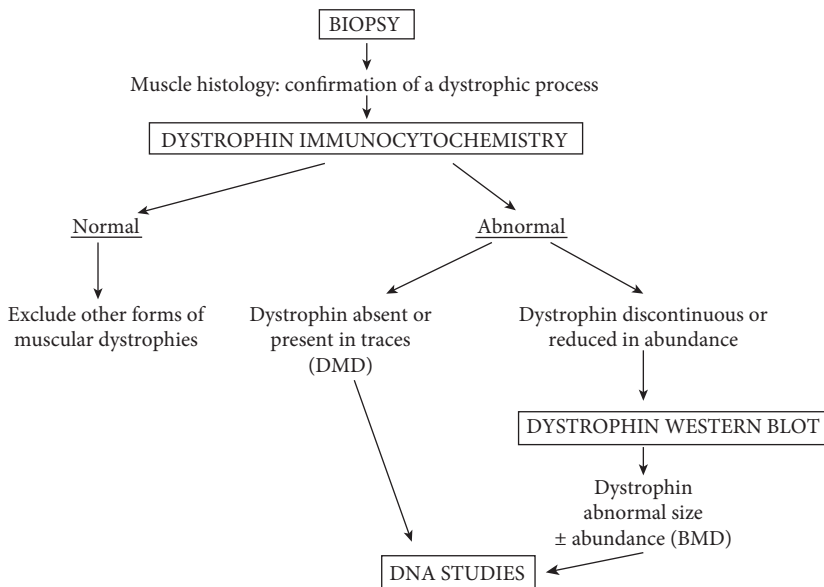 BIOPSY
Muscle histology: confirmation of a dystrophic process
DYSTROPHIN IMMUNOCYTOCHEMISTRY
Normal
Abnormal
Exclude other forms of
muscular dystrophies
Dystrophin absent or
present in traces
(DMD)
Dystrophin discontinuous or
reduced in abundance
DYSTROPHIN WESTERN BLOT
Dystrophin
abnormal size
± abundance (BMD)
DNA STUDIES